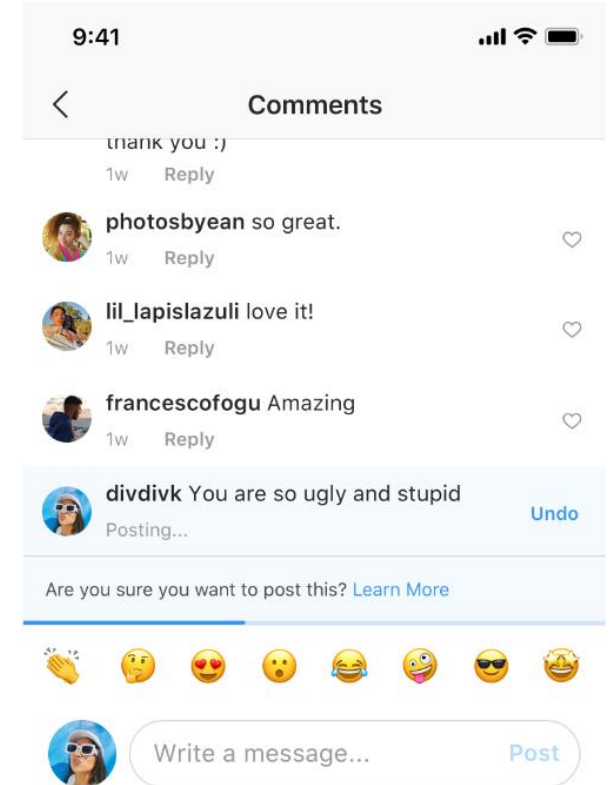 9:41
Comments
thank you :)
1w Reply
photosbyean so great.
1w Reply
lil_lapislazuli love it!
1w Reply
francescofogu Amazing
1w Reply
divdivk You are so ugly and stupid
Posting...
Undo
Are you sure you want to post this? Learn More
Write a message... Post